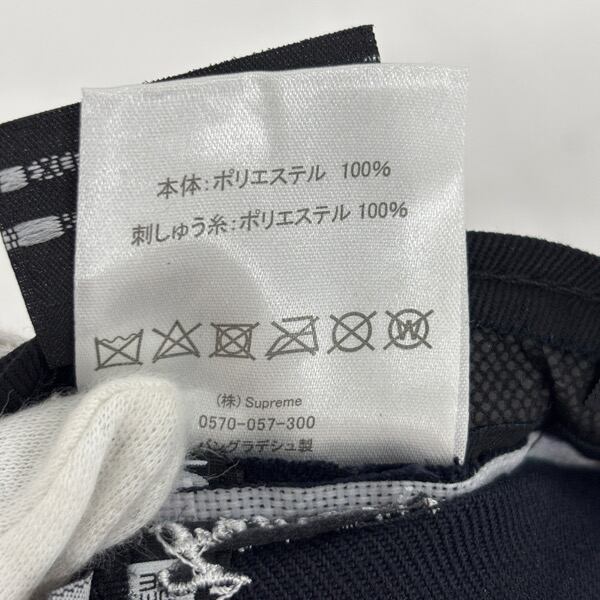 本体:ポリエステル 100%
刺しゅう糸:ポリエステル 100%
W
(株) Supreme
0570-057-300
バングラデシュ製